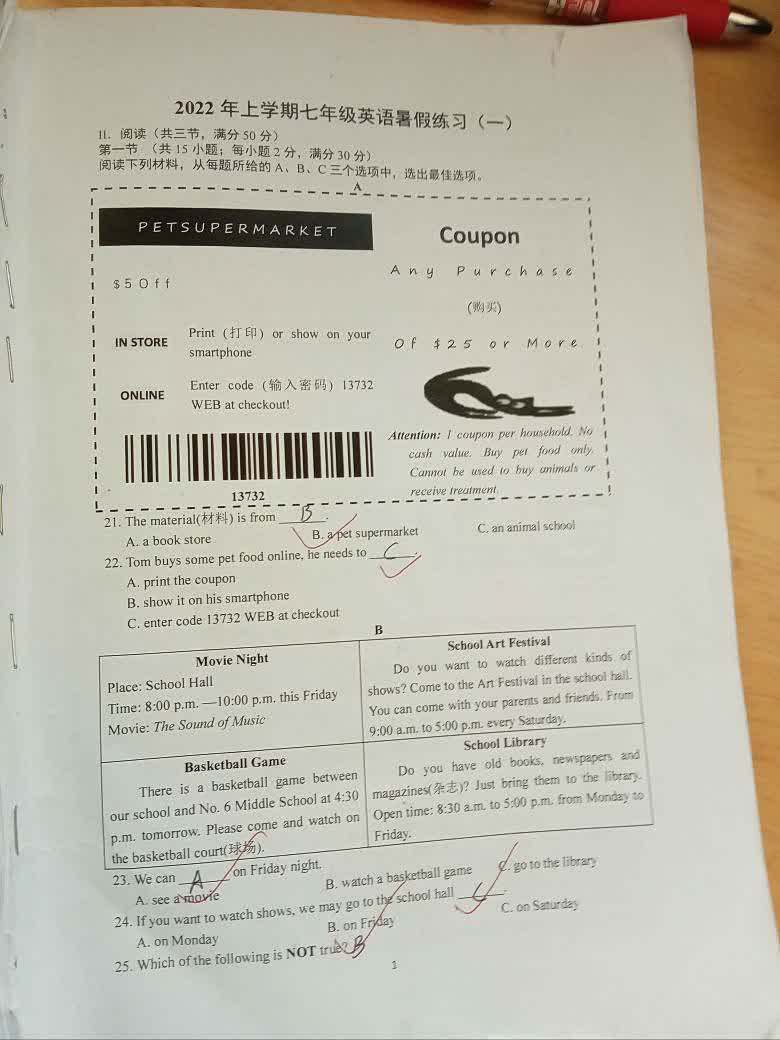 2022 年上学期七年级英语暑假练习（一）
II. 阅读（共三节，满分 50 分）
第一节 （共 15 小题；每小题 2 分，满分 30 分）
阅读下列材料，从每题所给的 A、B、C 三个选项中，选出最佳选项。
A
PETSUPERMARKET
Coupon
$5 Off
Any Purchase
(购买)
Of $25 or More
IN STORE
Print (打印) or show on your
smartphone
ONLINE
Enter code (输入密码) 13732
WEB at checkout!
13732
Attention: 1 coupon per household. No
cash value. Buy pet food only.
Cannot be used to buy animals or
receive treatment.
21. The material(材料) is from B.
A. a book store B. a pet supermarket C. an animal school
22. Tom buys some pet food online, he needs to C.
A. print the coupon
B. show it on his smartphone
C. enter code 13732 WEB at checkout
B
Movie Night
Place: School Hall
Time: 8:00 p.m. —10:00 p.m. this Friday
Movie: The Sound of Music
School Art Festival
Do you want to watch different kinds of
shows? Come to the Art Festival in the school hall.
You can come with your parents and friends. From
9:00 a.m. to 5:00 p.m. every Saturday.
Basketball Game
There is a basketball game between
our school and No. 6 Middle School at 4:30
p.m. tomorrow. Please come and watch on
the basketball court(球场).
School Library
Do you have old books, newspapers and
magazines(杂志)? Just bring them to the library.
Open time: 8:30 a.m. to 5:00 p.m. from Monday to
Friday.
23. We can A on Friday night.
A. see a movie B. watch a basketball game C. go to the library
24. If you want to watch shows, we may go to the school hall C.
A. on Monday B. on Friday C. on Saturday
25. Which of the following is NOT true? B
1